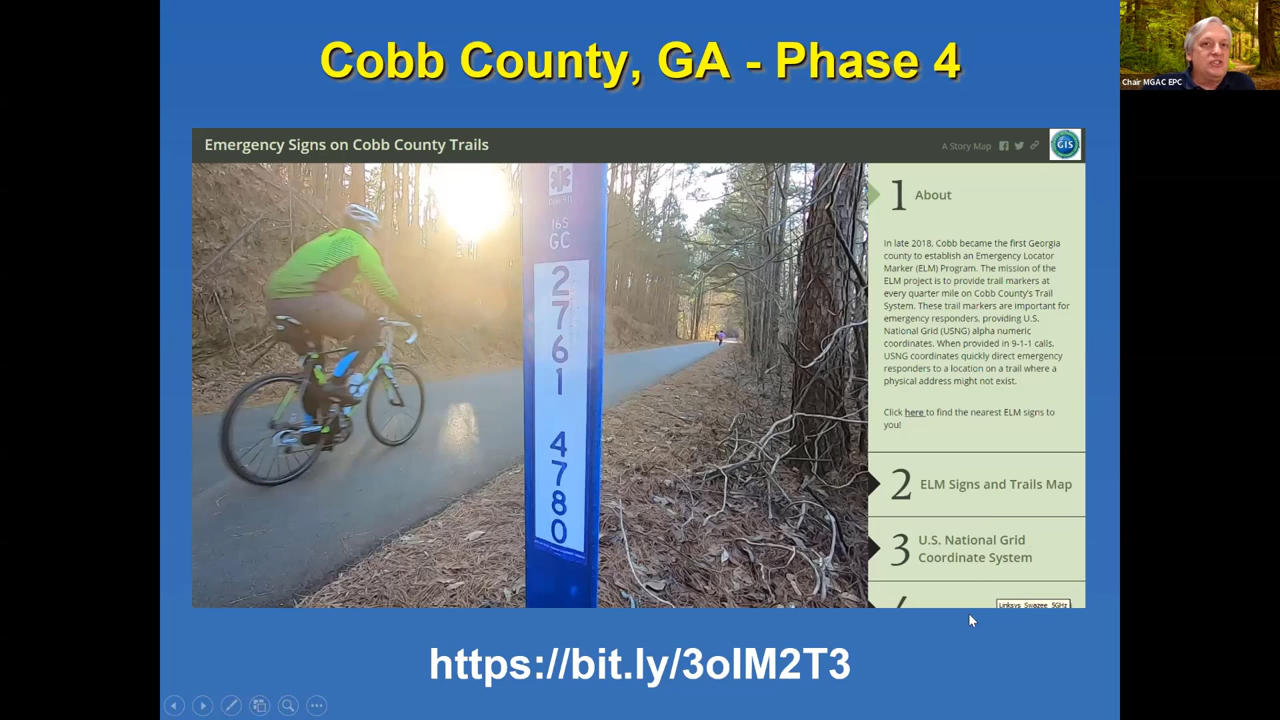 Cobb County, GA - Phase 4
Chair MGAC EPC
Emergency Signs on Cobb County Trails
A Story Map
GIS
16S
GC
2
7
6
1
4
7
8
0
1 About
In late 2018, Cobb became the first Georgia
county to establish an Emergency Locator
Marker (ELM) Program. The mission of the
ELM project is to provide trail markers at
every quarter mile on Cobb County's Trail
System. These trail markers are important for
emergency responders, providing U.S.
National Grid (USNG) alpha numeric
coordinates. When provided in 9-1-1 calls,
USNG coordinates quickly direct emergency
responders to a location on a trail where a
physical address might not exist.
Click here to find the nearest ELM signs to
you!
2 ELM Signs and Trails Map
3 U.S. National Grid
Coordinate System
Linksys_Swazee_5GHz
https://bit.ly/3olM2T3